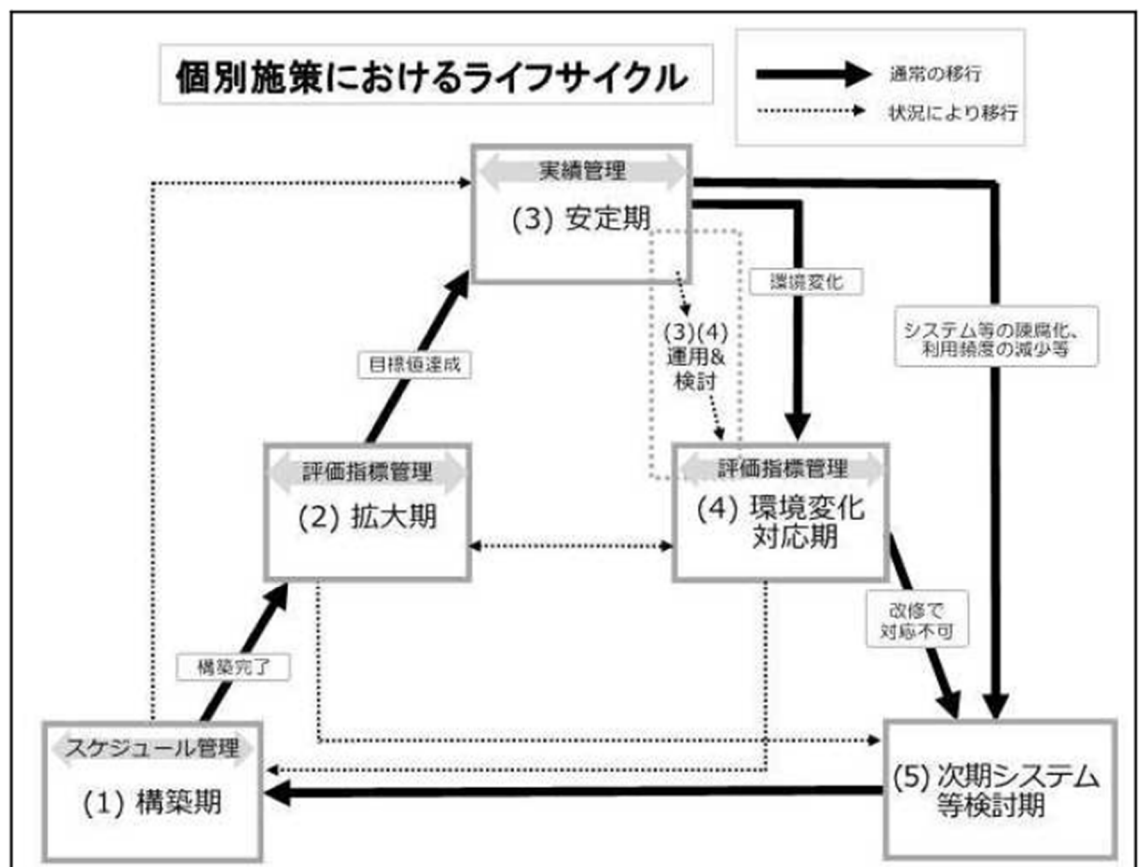 個別施策におけるライフサイクル
通常の移行
状況により移行
実績管理
(3) 安定期
環境変化
(3)(4)
運用&
検討
システム等の陳腐化、
利用頻度の減少等
目標値達成
評価指標管理
(2) 拡大期
評価指標管理
(4) 環境変化
対応期
改修で
対応不可
構築完了
スケジュール管理
(1) 構築期
(5) 次期システム
等検討期